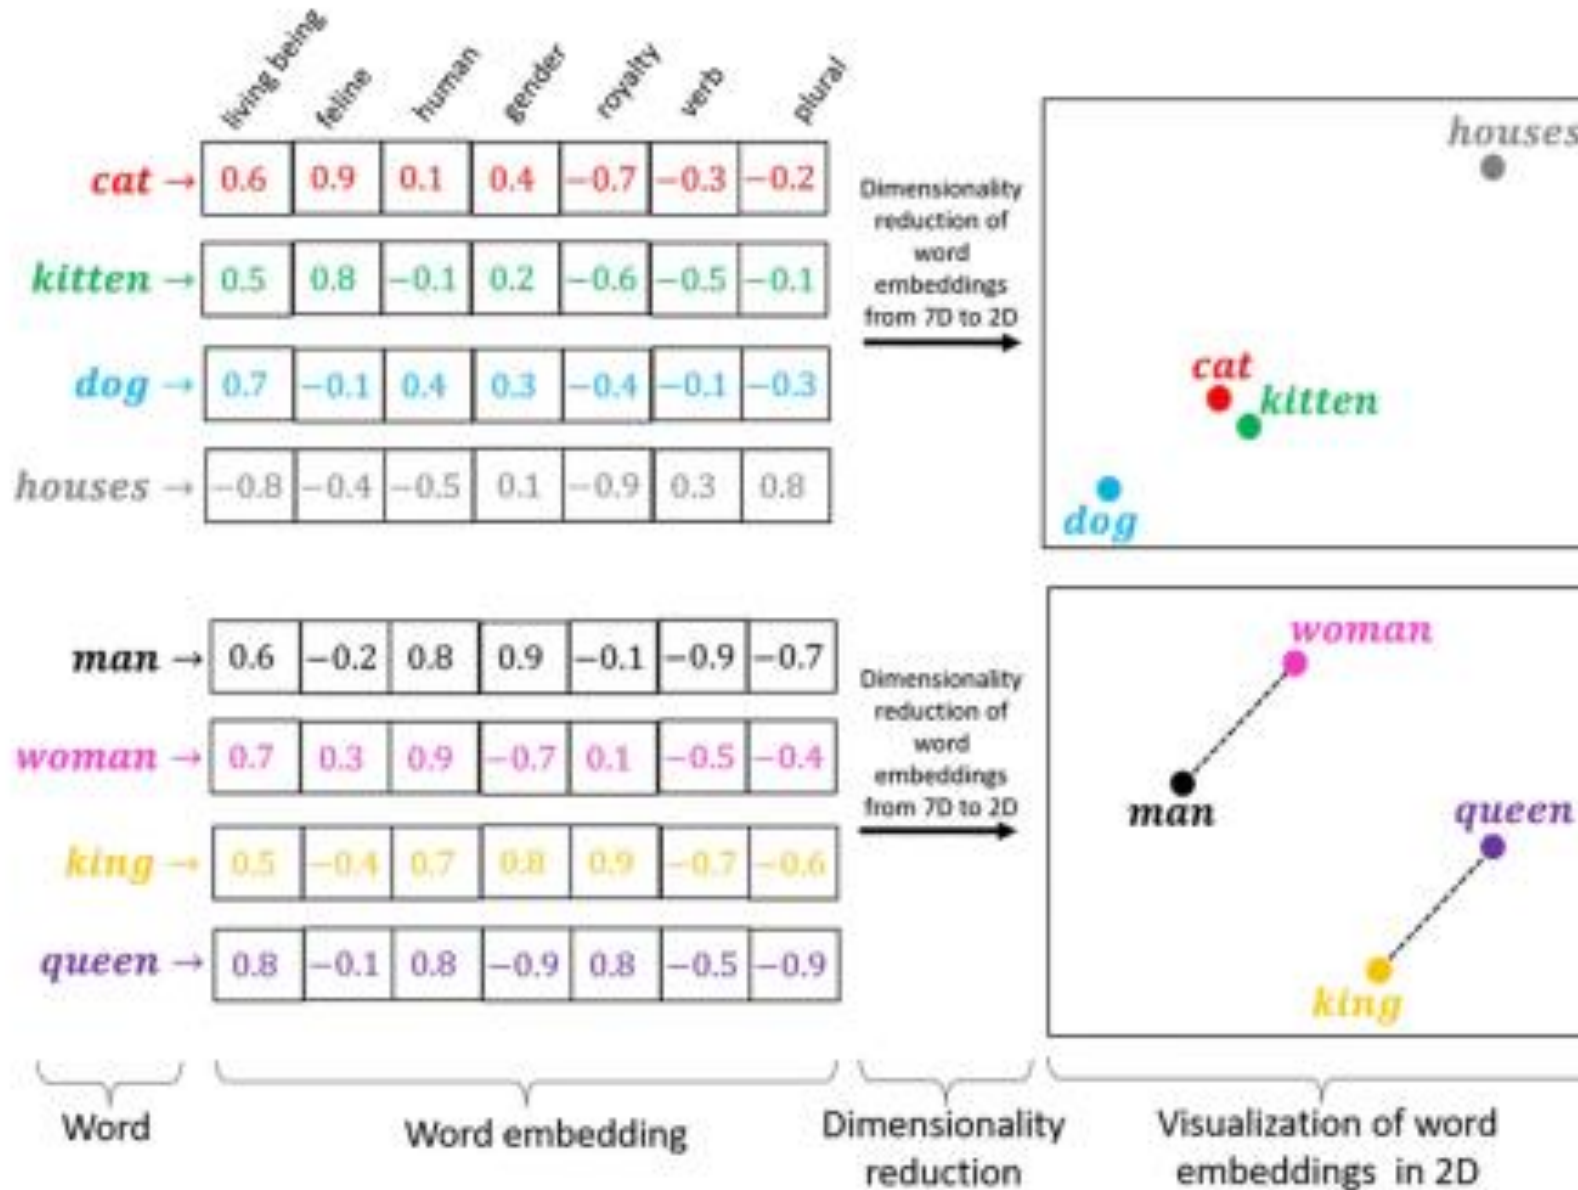 living being feline human gender royalty verb plural
cat → 0.6 0.9 0.1 0.4 −0.7 −0.3 −0.2
kitten → 0.5 0.8 −0.1 0.2 −0.6 −0.5 −0.1
dog → 0.7 −0.1 0.4 0.3 −0.4 −0.1 −0.3
houses → −0.8 −0.4 −0.5 0.1 −0.9 0.3 0.8
Dimensionality
reduction of
word
embeddings
from 7D to 2D
houses
cat
kitten
dog
man → 0.6 −0.2 0.8 0.9 −0.1 −0.9 −0.7
woman → 0.7 0.3 0.9 −0.7 0.1 −0.5 −0.4
king → 0.5 −0.4 0.7 0.8 0.9 −0.7 −0.6
queen → 0.8 −0.1 0.8 −0.9 0.8 −0.5 −0.9
Dimensionality
reduction of
word
embeddings
from 7D to 2D
woman
man
queen
king
Word
Word embedding
Dimensionality
reduction
Visualization of word
embeddings in 2D